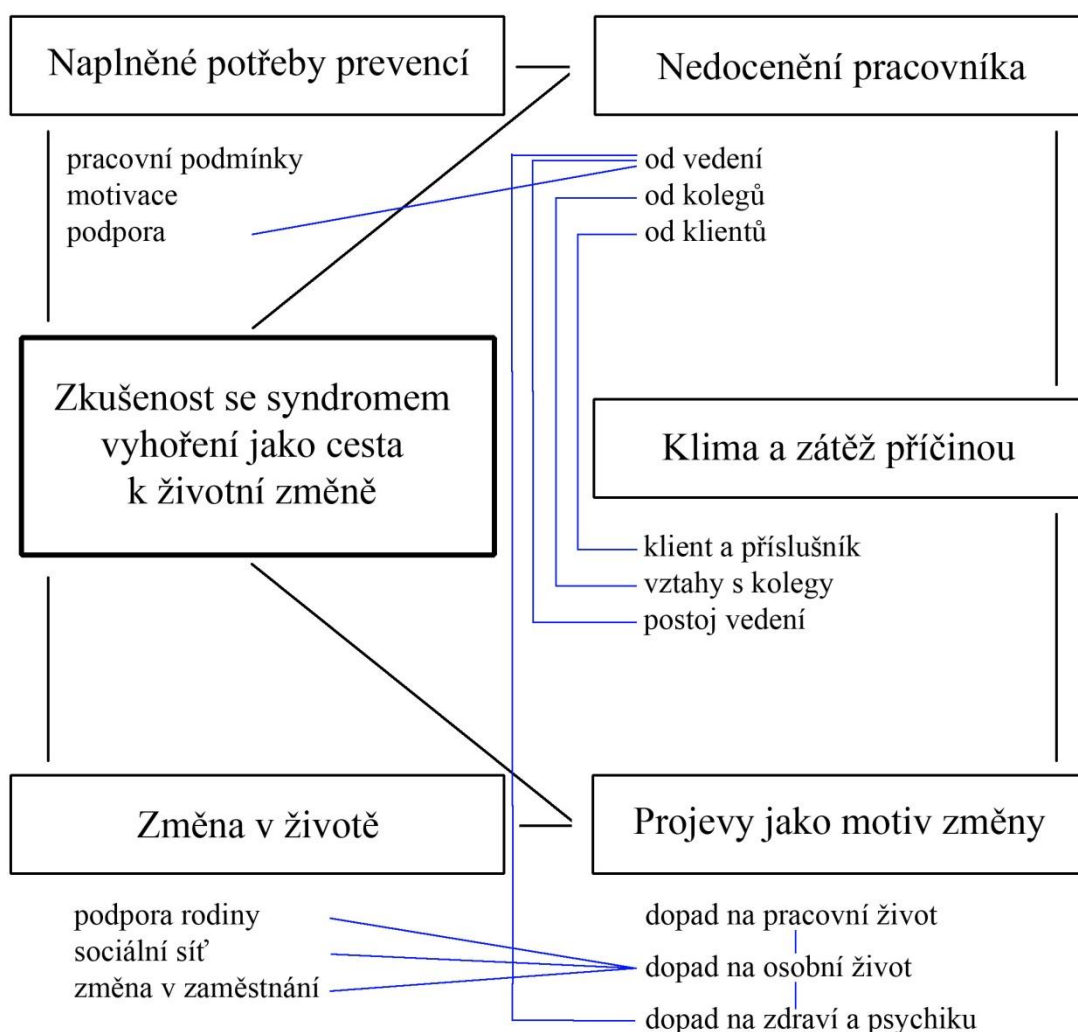 Naplněné potřeby prevencí
Nedocenění pracovníka
pracovní podmínky
motivace
podpora
od vedení
od kolegů
od klientů
Zkušenost se syndromem
vyhoření jako cesta
k životní změně
Klima a zátěž příčinou
klient a příslušník
vztahy s kolegy
postoj vedení
Změna v životě
Projevy jako motiv změny
podpora rodiny
sociální síť
změna v zaměstnání
dopad na pracovní život
dopad na osobní život
dopad na zdraví a psychiku